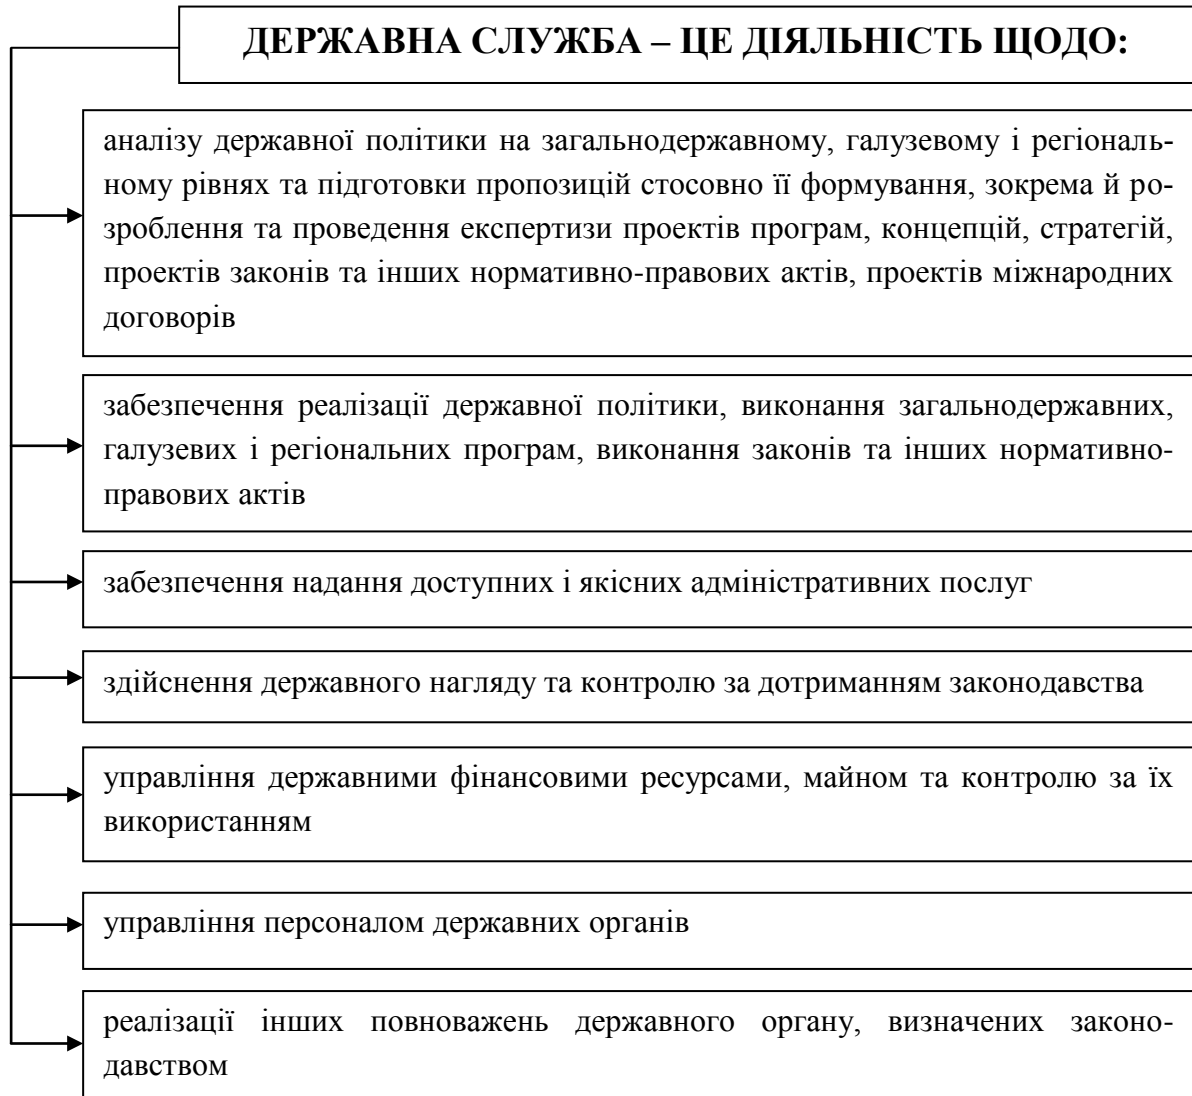 ДЕРЖАВНА СЛУЖБА – ЦЕ ДІЯЛЬНІСТЬ ЩОДО:
аналізу державної політики на загальнодержавному, галузевому і регіональ-
ному рівнях та підготовки пропозицій стосовно її формування, зокрема й ро-
зроблення та проведення експертизи проектів програм, концепцій, стратегій,
проектів законів та інших нормативно-правових актів, проектів міжнародних
договорів
забезпечення реалізації державної політики, виконання загальнодержавних,
галузевих і регіональних програм, виконання законів та інших нормативно-
правових актів
забезпечення надання доступних і якісних адміністративних послуг
здійснення державного нагляду та контролю за дотриманням законодавства
управління державними фінансовими ресурсами, майном та контролю за їх
використанням
управління персоналом державних органів
реалізації інших повноважень державного органу, визначених законо-
давством